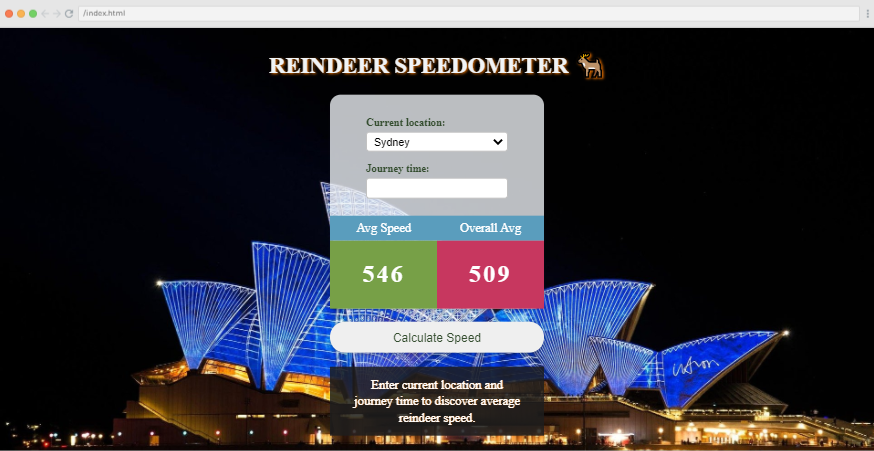 /index.html
REINDEER SPEEDOMETER
Current location:
Sydney
Journey time:
Avg Speed Overall Avg
546 509
Calculate Speed
Enter current location and
journey time to discover average
reindeer speed.